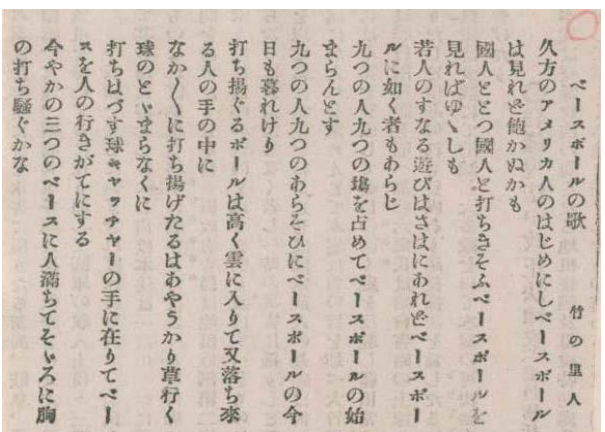 ベースボールの歌　竹の里人
久方のアメリカ人のはじめにしベースボール
は見れど飽かぬかも
國人ととつ國人と打ちきそふベースボールを
見ればゆゝしも
若人のすなる遊びはさはにあれどベースボー
ルに如く者もあらじ
九つの人九つの塲を占めてベースボールの始
まらんとす
九つの人九つのあらそひにベースボールの今
日も暮れけり
打ち揚ぐるボールは高く雲に入りて又落ち來
る人の手の中に
なか〳〵に打ち揚げたるはあやうかり草行く
球のとゝまらなくに
打ちはづす球キャッチャーの手に在りてベー
スを人の行きがてにする
今やかの三つのベースに人滿ちてそゞろに胸
の打ち騷ぐかな